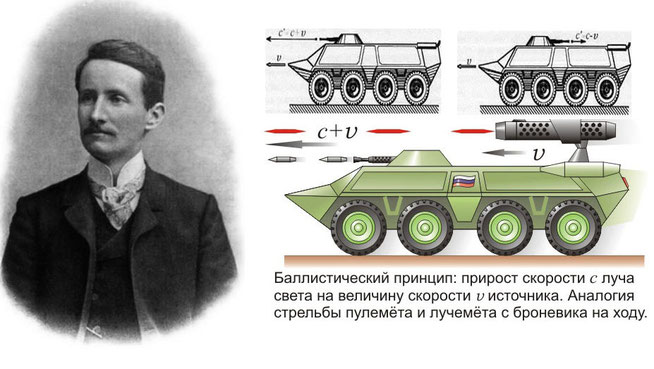 c'=c+v
v
c'=c-v
v
c+v
v
Баллистический принцип: прирост скорости c луча
света на величину скорости v источника. Аналогия
стрельбы пулемёта и лучемёта с броневика на ходу.